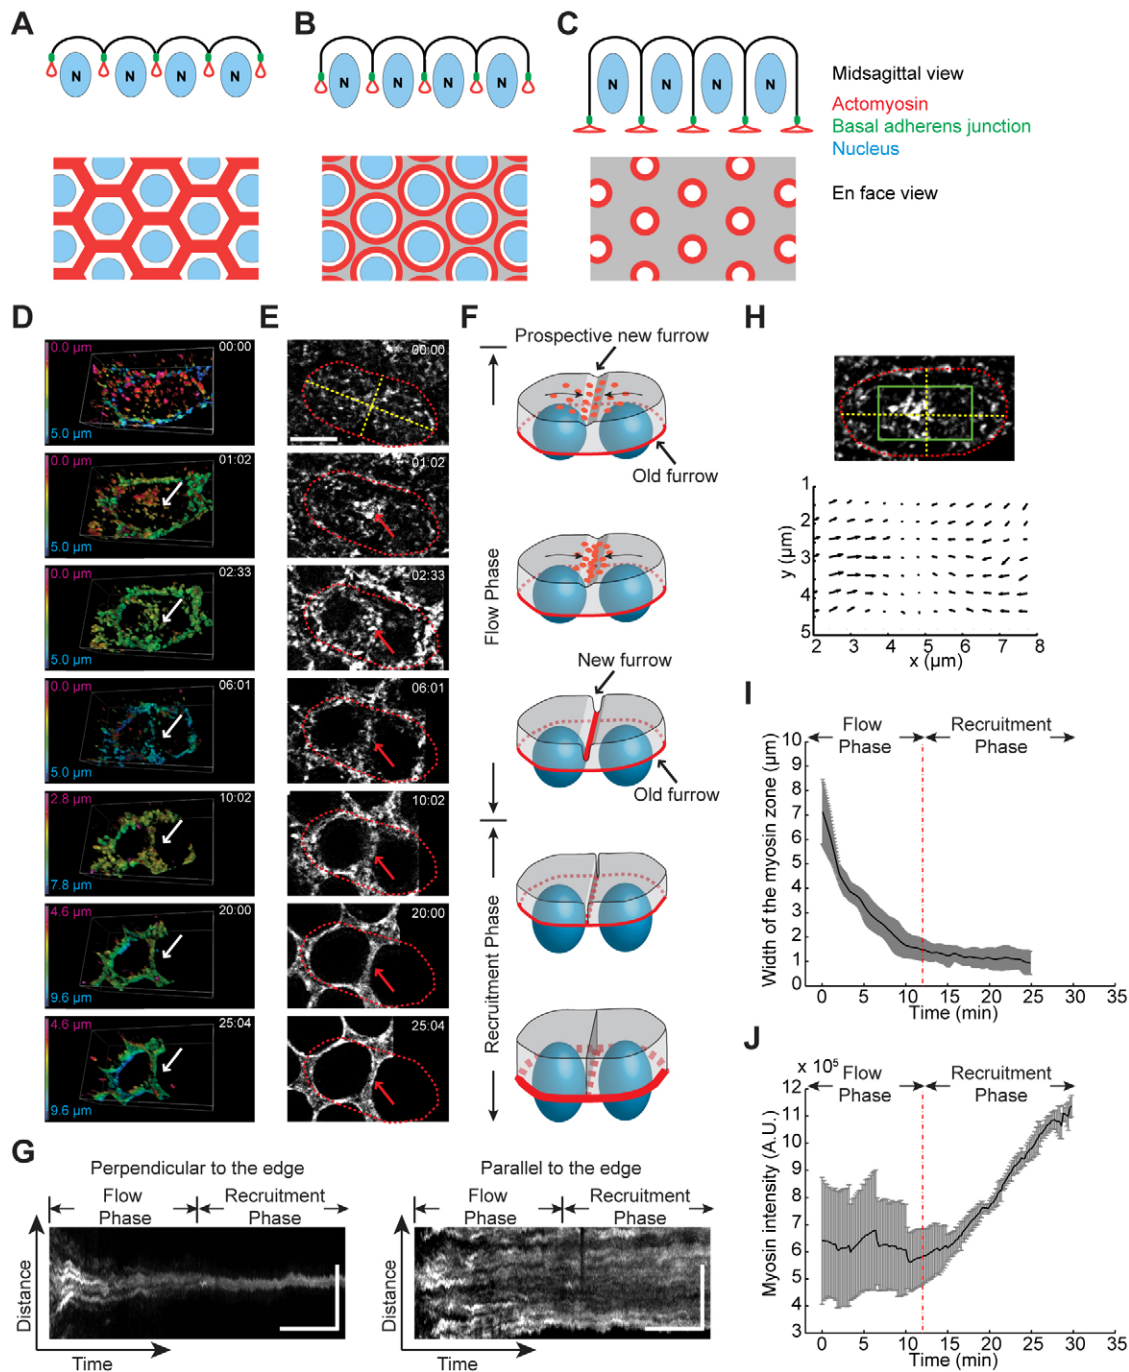 A
B
C
N N N N
N N N N
N N N N
Midsagittal view
Actomyosin
Basal adherens junction
Nucleus
En face view
D
E
F
H
0.0 µm
00:00
5.0 µm
0.0 µm
01:02
5.0 µm
0.0 µm
02:33
5.0 µm
0.0 µm
06:01
5.0 µm
2.8 µm
10:02
7.8 µm
4.6 µm
20:00
9.6 µm
4.6 µm
25:04
9.6 µm
00:00
01:02
02:33
06:01
10:02
20:00
25:04
Prospective new furrow
Old furrow
Flow Phase
New furrow
Old furrow
Recruitment Phase
1
2
3
4
5
y (µm)
2 3 4 5 6 7 8
x (µm)
I
Flow Phase
Recruitment Phase
Width of the myosin zone (µm)
10
9
8
7
6
5
4
3
2
1
0
0 5 10 15 20 25 30 35
Time (min)
J
x 10⁵
Flow Phase
Recruitment Phase
Myosin intensity (A.U.)
12
11
10
9
8
7
6
5
4
3
0 5 10 15 20 25 30 35
Time (min)
G
Perpendicular to the edge
Flow Phase
Recruitment Phase
Distance
Time
Parallel to the edge
Flow Phase
Recruitment Phase
Distance
Time